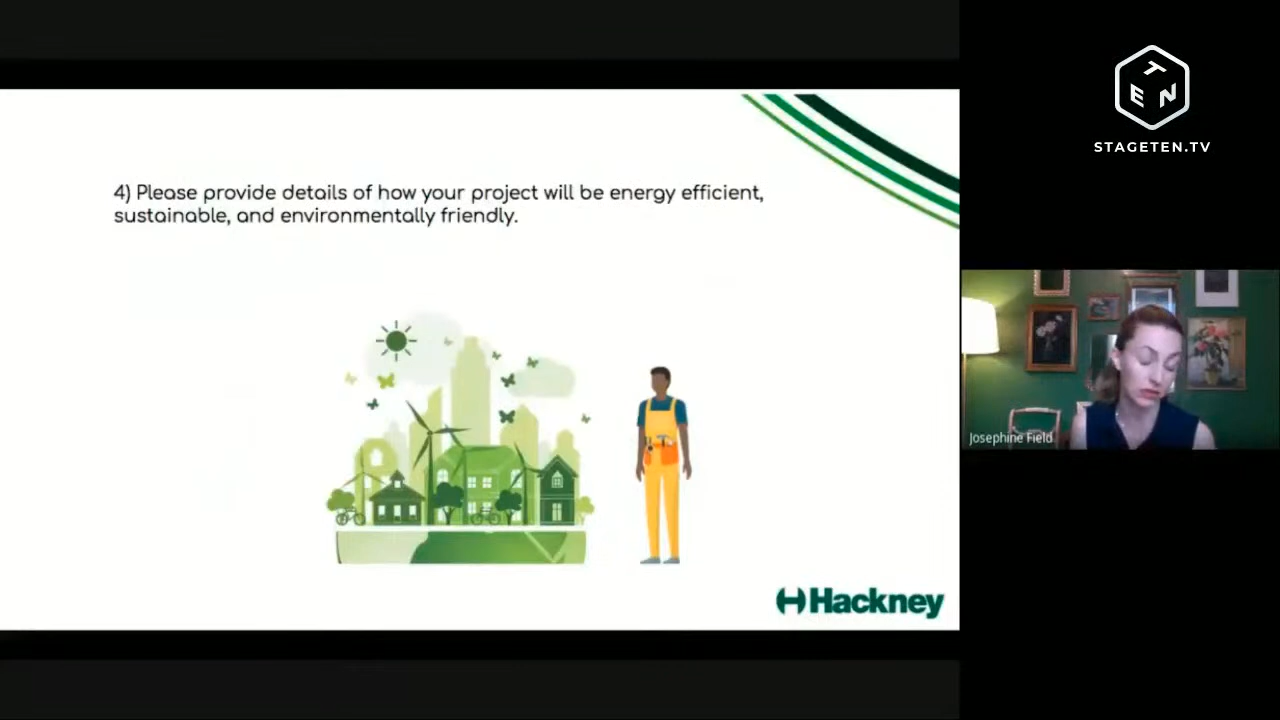 4) Please provide details of how your project will be energy efficient,
sustainable, and environmentally friendly.
Hackney
TEN
STAGETEN.TV
Josephine Field